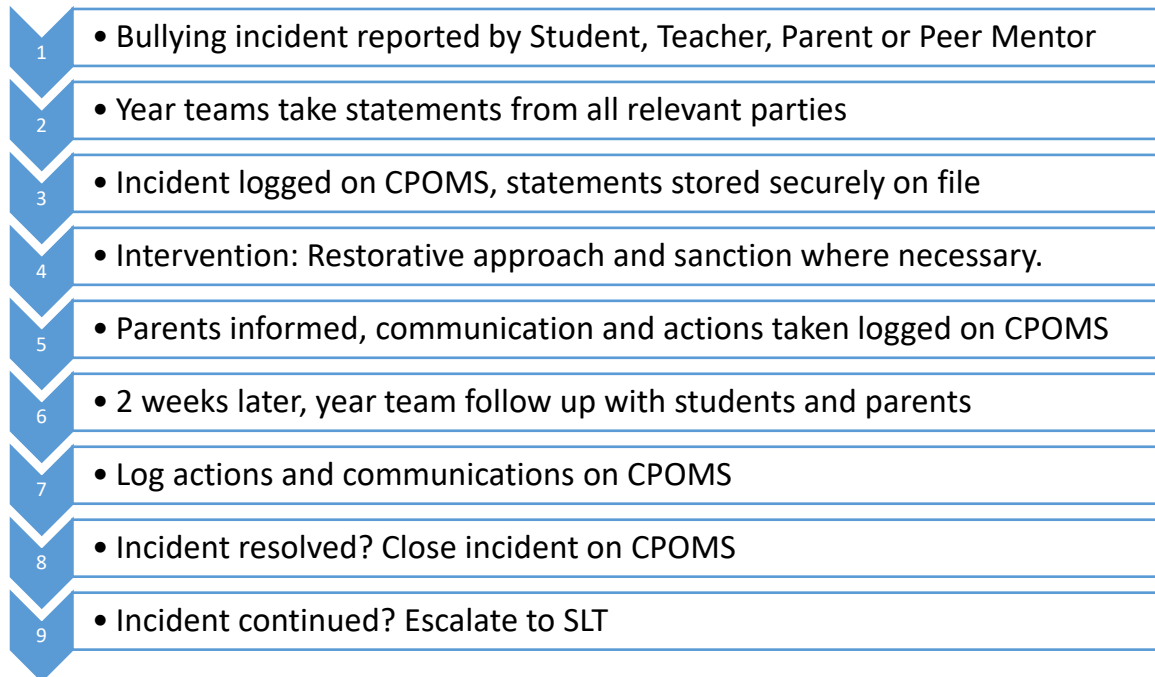 1
• Bullying incident reported by Student, Teacher, Parent or Peer Mentor
2
• Year teams take statements from all relevant parties
3
• Incident logged on CPOMS, statements stored securely on file
4
• Intervention: Restorative approach and sanction where necessary.
5
• Parents informed, communication and actions taken logged on CPOMS
6
• 2 weeks later, year team follow up with students and parents
7
• Log actions and communications on CPOMS
8
• Incident resolved? Close incident on CPOMS
9
• Incident continued? Escalate to SLT